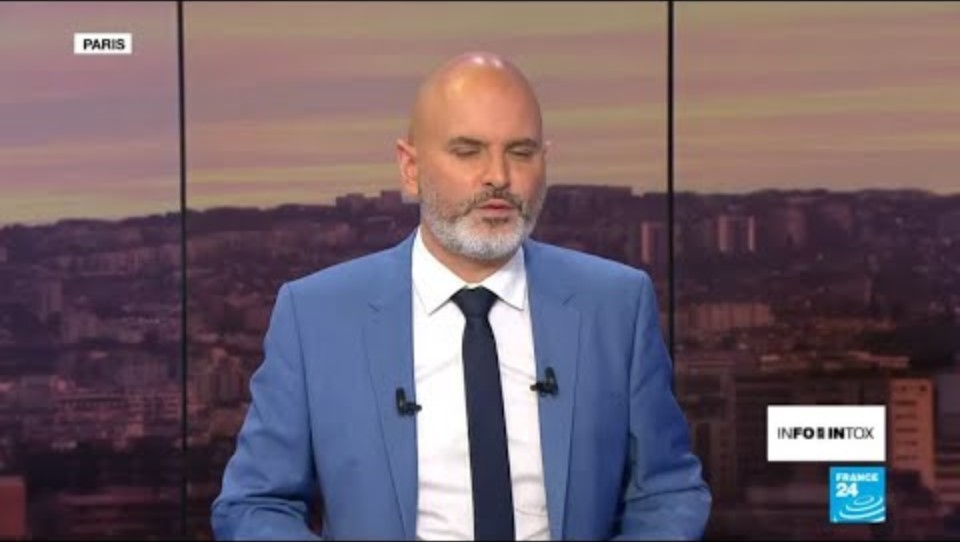 PARIS
INFO INTOX
FRANCE
24